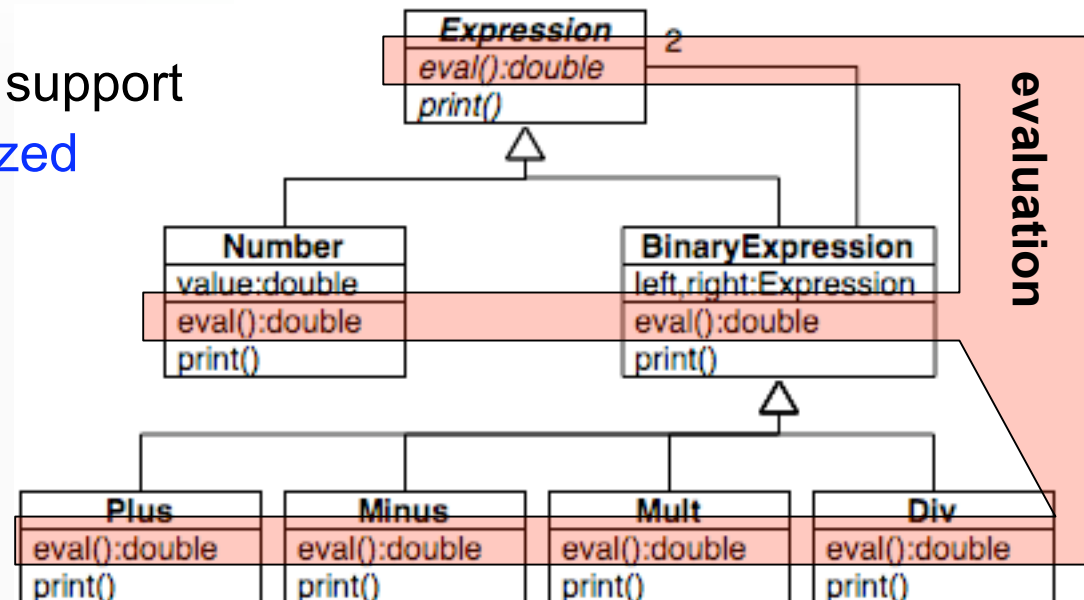 Expression
2
eval():double
print()
support
zed
evaluation
Number
value:double
eval():double
print()
BinaryExpression
left,right:Expression
eval():double
print()
Plus
eval():double
print()
Minus
eval():double
print()
Mult
eval():double
print()
Div
eval():double
print()